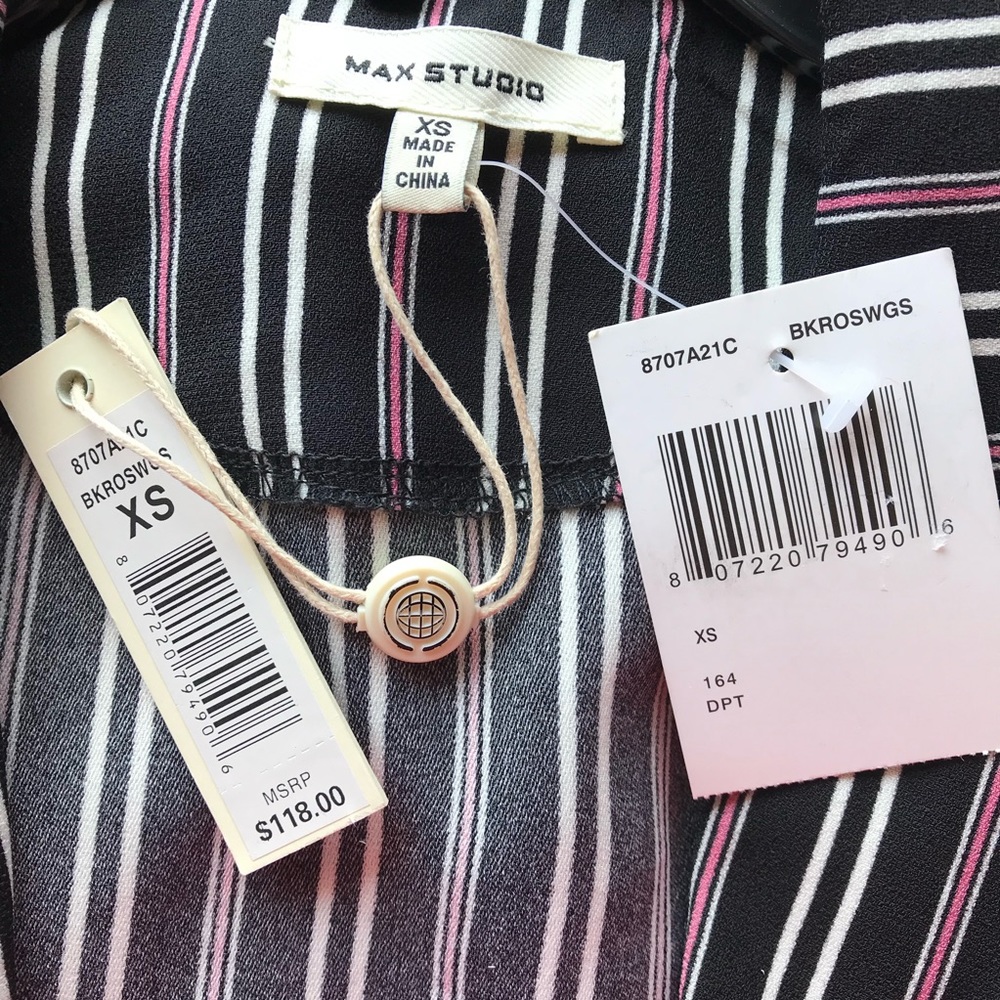 MAX STUDIO
XS
MADE
IN
CHINA
8707A21C
BKROSWGS
XS
8 07220 79490 6
MSRP
$118.00
8707A21C BKROSWGS
8 07220 79490 6
XS
164
DPT